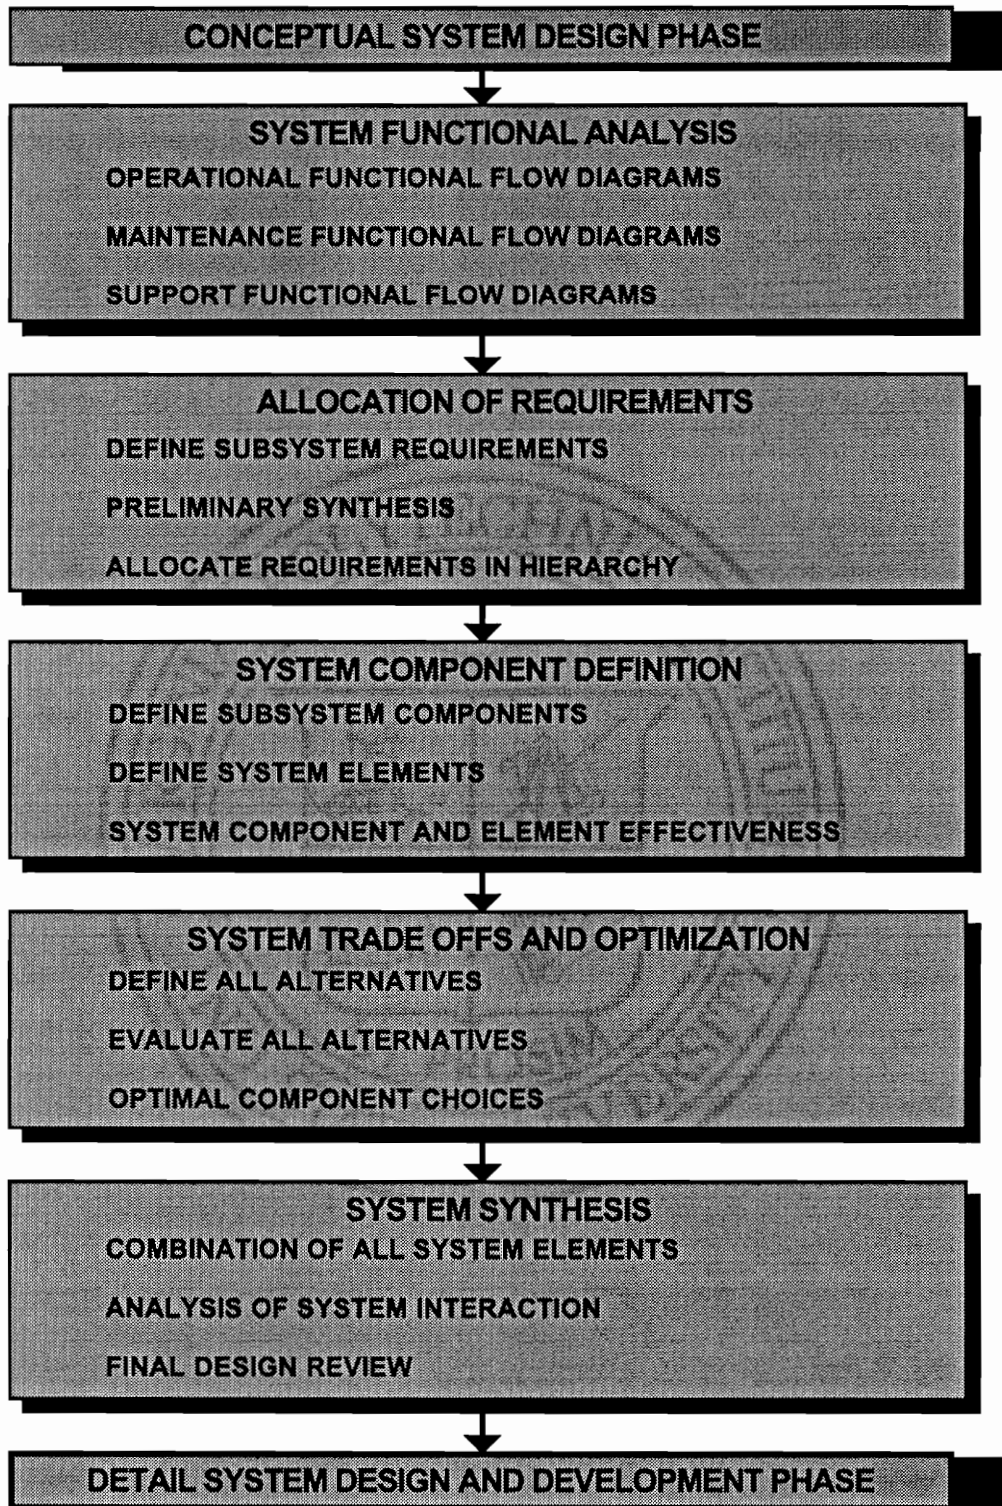 CONCEPTUAL SYSTEM DESIGN PHASE
SYSTEM FUNCTIONAL ANALYSIS
OPERATIONAL FUNCTIONAL FLOW DIAGRAMS
MAINTENANCE FUNCTIONAL FLOW DIAGRAMS
SUPPORT FUNCTIONAL FLOW DIAGRAMS
ALLOCATION OF REQUIREMENTS
DEFINE SUBSYSTEM REQUIREMENTS
PRELIMINARY SYNTHESIS
ALLOCATE REQUIREMENTS IN HIERARCHY
SYSTEM COMPONENT DEFINITION
DEFINE SUBSYSTEM COMPONENTS
DEFINE SYSTEM ELEMENTS
SYSTEM COMPONENT AND ELEMENT EFFECTIVENESS
SYSTEM TRADE OFFS AND OPTIMIZATION
DEFINE ALL ALTERNATIVES
EVALUATE ALL ALTERNATIVES
OPTIMAL COMPONENT CHOICES
SYSTEM SYNTHESIS
COMBINATION OF ALL SYSTEM ELEMENTS
ANALYSIS OF SYSTEM INTERACTION
FINAL DESIGN REVIEW
DETAIL SYSTEM DESIGN AND DEVELOPMENT PHASE